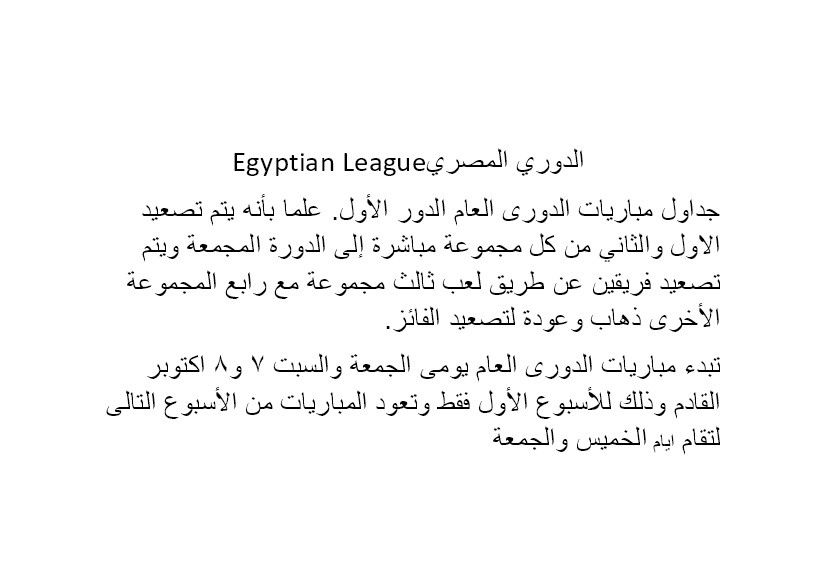 الدوري المصريEgyptian League
جداول مباريات الدورى العام الدور الأول. علما بأنه يتم تصعيد
الاول والثاني من كل مجموعة مباشرة إلى الدورة المجمعة ويتم
تصعيد فريقين عن طريق لعب ثالث مجموعة مع رابع المجموعة
الأخرى ذهاب وعودة لتصعيد الفائز.
تبدء مباريات الدورى العام يومى الجمعة والسبت ٧ و٨ اكتوبر
القادم وذلك للأسبوع الأول فقط وتعود المباريات من الأسبوع التالى
لتقام ايام الخميس والجمعة